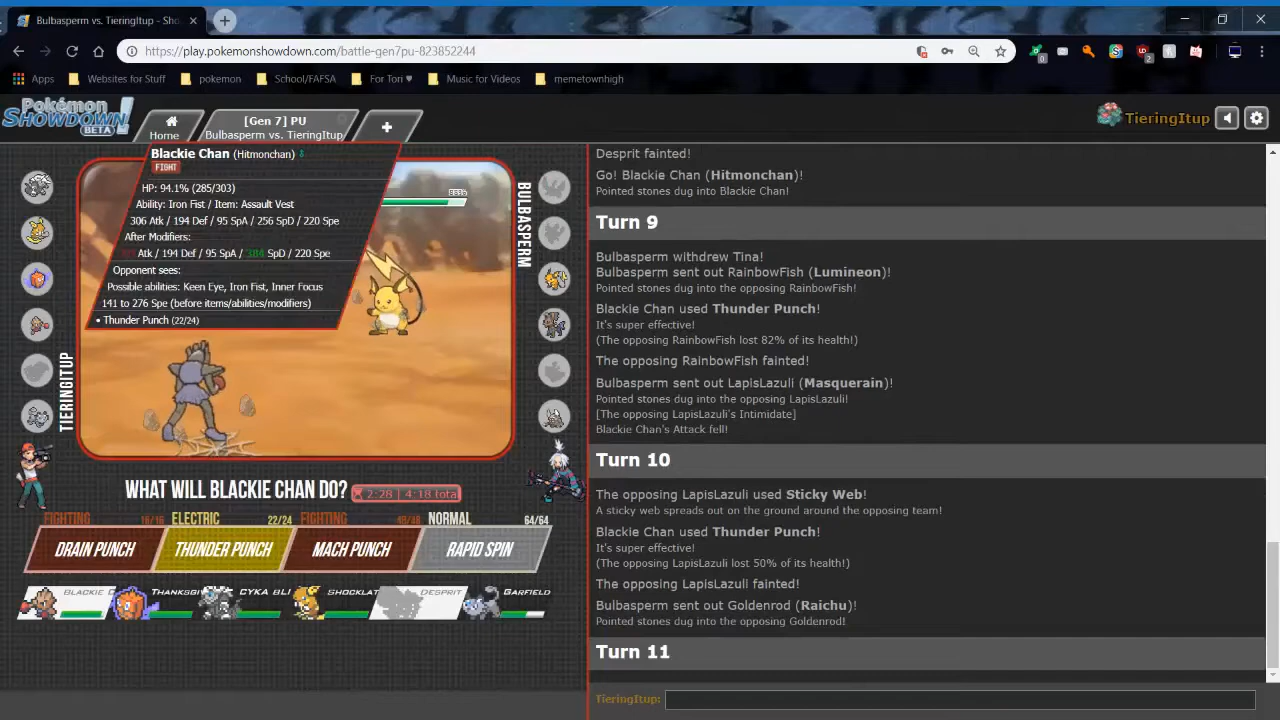 Bulbasperm vs. TieringItup - Sho
https://play.pokemonshowdown.com/battle-gen7pu-823852244
0
2
Apps
Websites for Stuff
pokemon
School/FAFSA
For Tori ♥
Music for Videos
memetownhigh
Pokémon
SHOWDOWN!
BETA
Home
[Gen 7] PU
Bulbasperm vs. TieringItup
TieringItup
Blackie Chan (Hitmonchan)
FIGHT
HP: 94.1% (285/303)
Ability: Iron Fist / Item: Assault Vest
306 Atk / 194 Def / 95 SpA / 256 SpD / 220 Spe
After Modifiers:
Atk / 194 Def / 95 SpA / 384 SpD / 220 Spe
Opponent sees:
Possible abilities: Keen Eye, Iron Fist, Inner Focus
141 to 276 Spe (before items/abilities/modifiers)
• Thunder Punch (22/24)
TIERINGITUP
BULBASPERM
WHAT WILL BLACKIE CHAN DO?
2:28 | 4:18 total
FIGHTING 16/16
DRAIN PUNCH
ELECTRIC 22/24
THUNDER PUNCH
FIGHTING 48/48
MACH PUNCH
NORMAL 64/64
RAPID SPIN
BLACKIE C
THANKSGI
CYKA BLI
SHOCKLAT
DESPRIT
GARFIELD
Desprit fainted!
Go! Blackie Chan (Hitmonchan)!
Pointed stones dug into Blackie Chan!
Turn 9
Bulbasperm withdrew Tina!
Bulbasperm sent out RainbowFish (Lumineon)!
Pointed stones dug into the opposing RainbowFish!
Blackie Chan used Thunder Punch!
It's super effective!
(The opposing RainbowFish lost 82% of its health!)
The opposing RainbowFish fainted!
Bulbasperm sent out LapisLazuli (Masquerain)!
Pointed stones dug into the opposing LapisLazuli!
[The opposing LapisLazuli's Intimidate]
Blackie Chan's Attack fell!
Turn 10
The opposing LapisLazuli used Sticky Web!
A sticky web spreads out on the ground around the opposing team!
Blackie Chan used Thunder Punch!
It's super effective!
(The opposing LapisLazuli lost 50% of its health!)
The opposing LapisLazuli fainted!
Bulbasperm sent out Goldenrod (Raichu)!
Pointed stones dug into the opposing Goldenrod!
Turn 11
TieringItup: